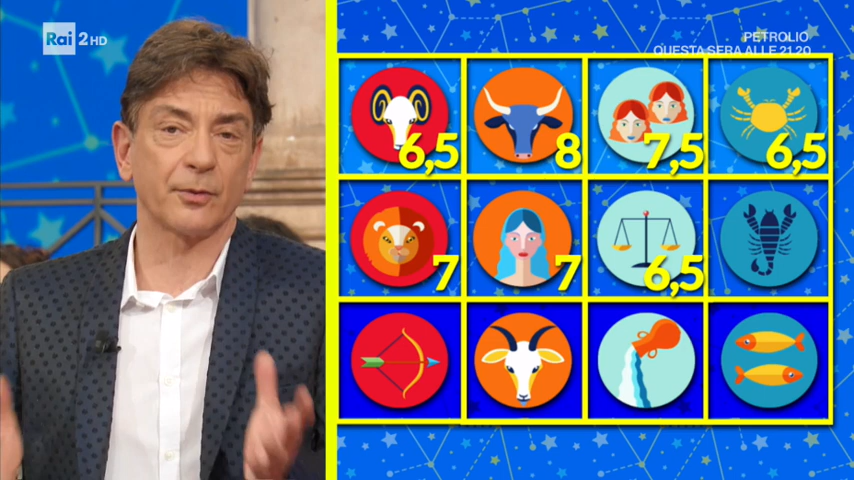 Rai 2HD
PETROLIO
QUESTA SERA ALLE 21.20
6,5
8
7,5
6,5
7
7
6,5